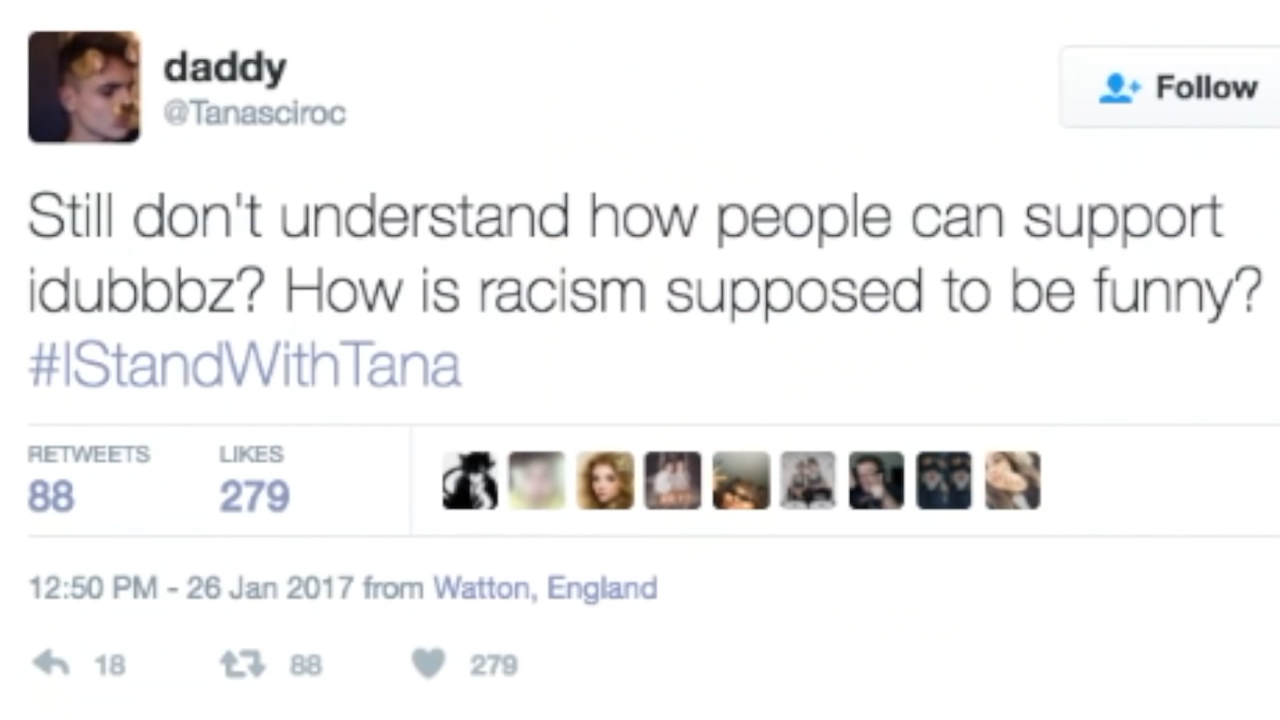 daddy
@Tanasciroc
Follow
Still don't understand how people can support
idubbbz? How is racism supposed to be funny?
#IStandWithTana
RETWEETS LIKES
88 279
12:50 PM - 26 Jan 2017 from Watton, England
18 88 279